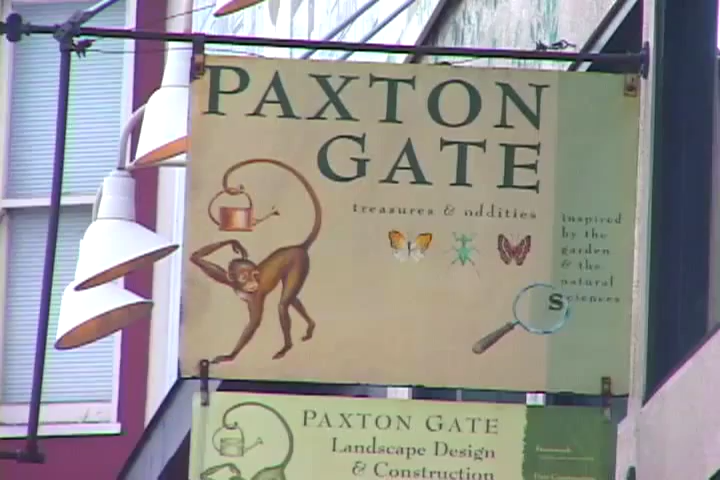 PAXTON
GATE
treasures & oddities
inspired
by the
garden
& the
natural
Sciences
PAXTON GATE
Landscape Design
& Construction